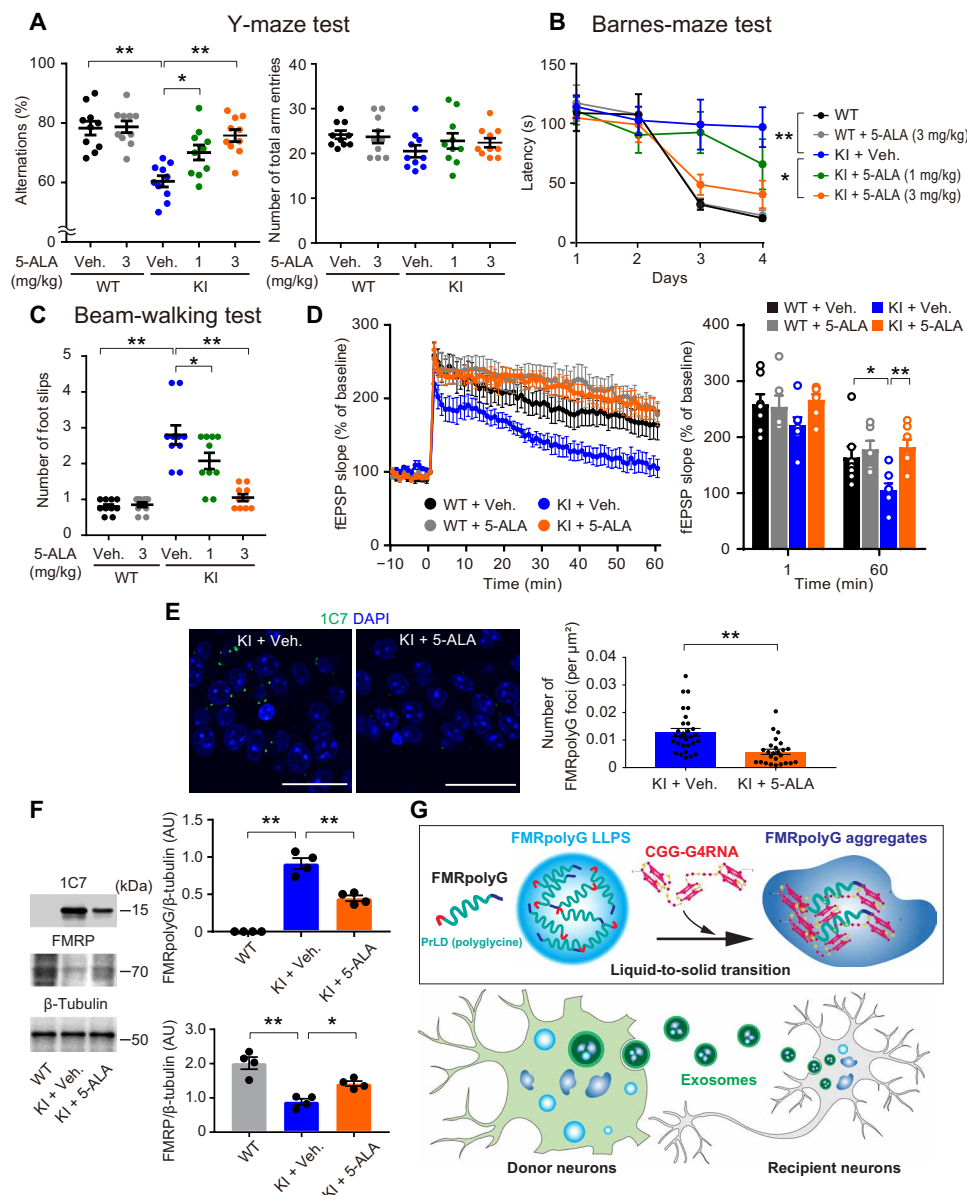 A
Y-maze test
Alternations (%)
100
80
60
0
**
**
*
5-ALA
(mg/kg)
Veh. 3 Veh. 1 3
WT KI
Number of total arm entries
40
30
20
10
0
5-ALA
(mg/kg)
Veh. 3 Veh. 1 3
WT KI
B
Barnes-maze test
Latency (s)
150
100
50
0
1 2 3 4
Days
WT
WT + 5-ALA (3 mg/kg)
KI + Veh.
KI + 5-ALA (1 mg/kg)
KI + 5-ALA (3 mg/kg)
**
*
C
Beam-walking test
Number of foot slips
5
4
3
2
1
0
**
**
*
5-ALA
(mg/kg)
Veh. 3 Veh. 1 3
WT KI
D
fEPSP slope (% of baseline)
300
200
100
0
WT + Veh. KI + Veh.
WT + 5-ALA KI + 5-ALA
−10 0 10 20 30 40 50 60
Time (min)
WT + Veh. KI + Veh.
WT + 5-ALA KI + 5-ALA
fEPSP slope (% of baseline)
400
300
200
100
0
* **
1 60
Time (min)
E
1C7 DAPI
KI + Veh.
KI + 5-ALA
Number of
FMRpolyG foci (per µm²)
0.04
0.03
0.02
0.01
0
**
KI + Veh. KI + 5-ALA
F
1C7 (kDa)
15
FMRP
70
β-Tubulin
50
WT
KI + Veh.
KI + 5-ALA
FMRpolyG/β-tubulin (AU)
1.5
1.0
0.5
0
** **
WT
KI + Veh.
KI + 5-ALA
FMRP/β-tubulin (AU)
3.0
2.0
1.0
0
** *
WT
KI + Veh.
KI + 5-ALA
G
FMRpolyG LLPS
FMRpolyG aggregates
CGG-G4RNA
FMRpolyG
PrLD (polyglycine)
Liquid-to-solid transition
Exosomes
Donor neurons
Recipient neurons